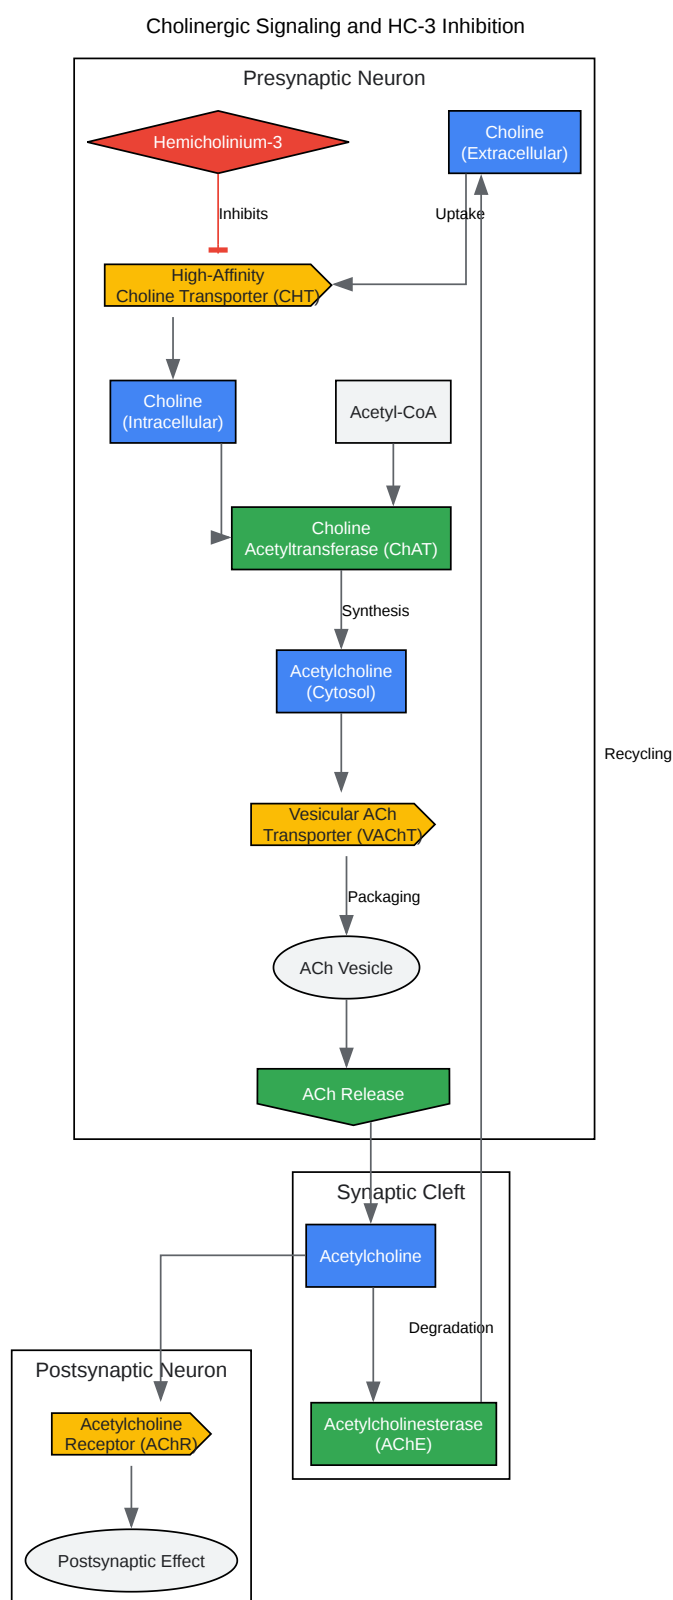 Cholinergic Signaling and HC-3 Inhibition
Presynaptic Neuron
Hemicholinium-3
Choline
(Extracellular)
Inhibits
Uptake
High-Affinity
Choline Transporter (CHT)
Choline
(Intracellular)
Acetyl-CoA
Choline
Acetyltransferase (ChAT)
Synthesis
Acetylcholine
(Cytosol)
Recycling
Vesicular ACh
Transporter (VAChT)
Packaging
ACh Vesicle
ACh Release
Synaptic Cleft
Acetylcholine
Degradation
Postsynaptic Neuron
Acetylcholine
Receptor (AChR)
Acetylcholinesterase
(AChE)
Postsynaptic Effect